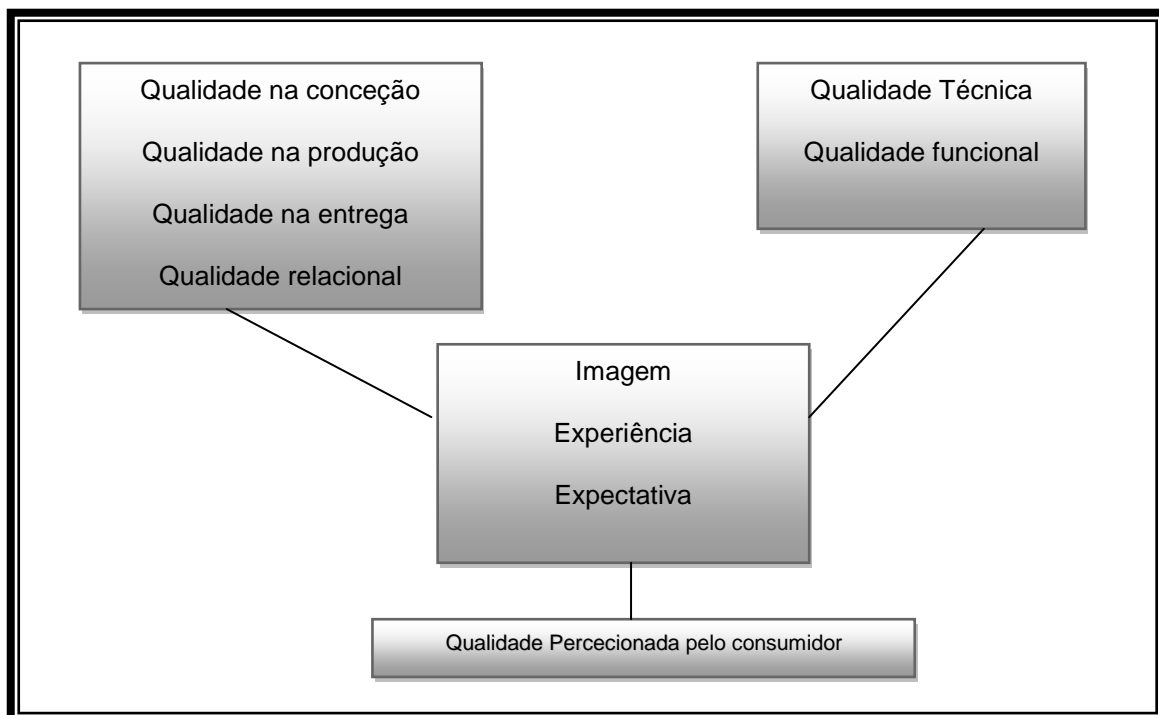 Qualidade na conceção
Qualidade na produção
Qualidade na entrega
Qualidade relacional
Qualidade Técnica
Qualidade funcional
Imagem
Experiência
Expectativa
Qualidade Percecionada pelo consumidor